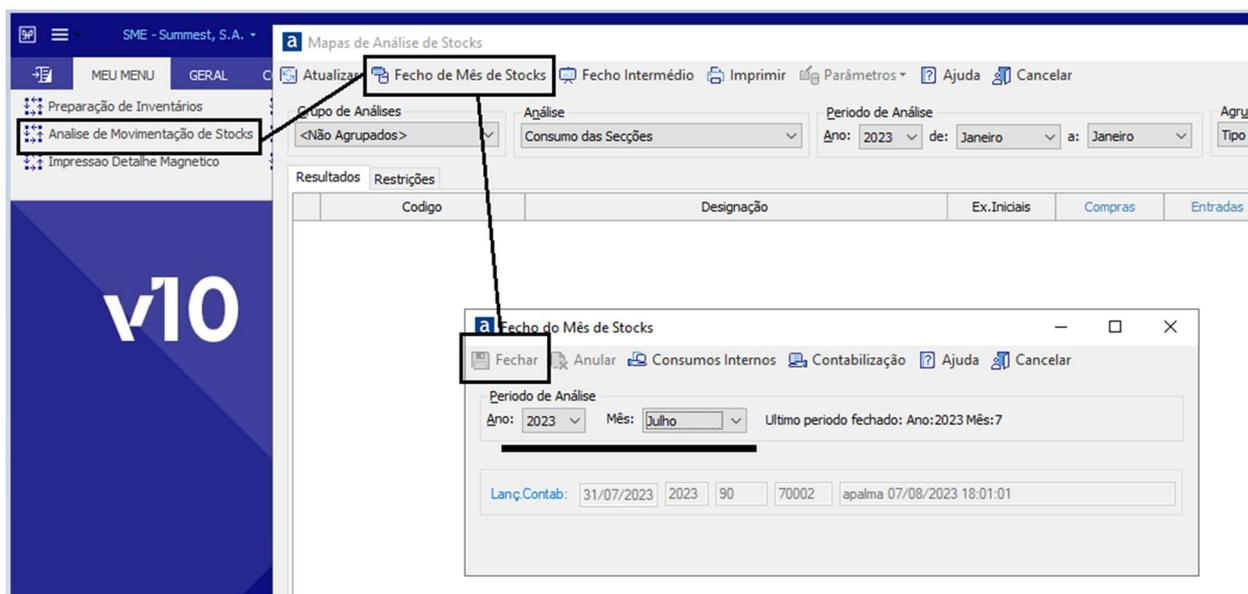 SME - Summest, S.A.
Mapas de Análise de Stocks
MEU MENU GERAL C
Atualizar Fecho de Mês de Stocks Fecho Intermédio Imprimir Parâmetros Ajuda Cancelar
Preparação de Inventários
Analise de Movimentação de Stocks
Impressao Detalhe Magnetico
Grupo de Análises Análise Periodo de Análise Agru
<Não Agrupados> Consumo das Secções Ano: 2023 de: Janeiro a: Janeiro Tipo
Resultados Restrições
Codigo Designação Ex.Iniciais Compras Entradas
v10
Fecho do Mês de Stocks
Fechar Anular Consumos Internos Contabilização Ajuda Cancelar
Periodo de Análise
Ano: 2023 Mês: Julho Ultimo periodo fechado: Ano:2023 Mês:7
Lanç.Contab: 31/07/2023 2023 90 70002 apalma 07/08/2023 18:01:01